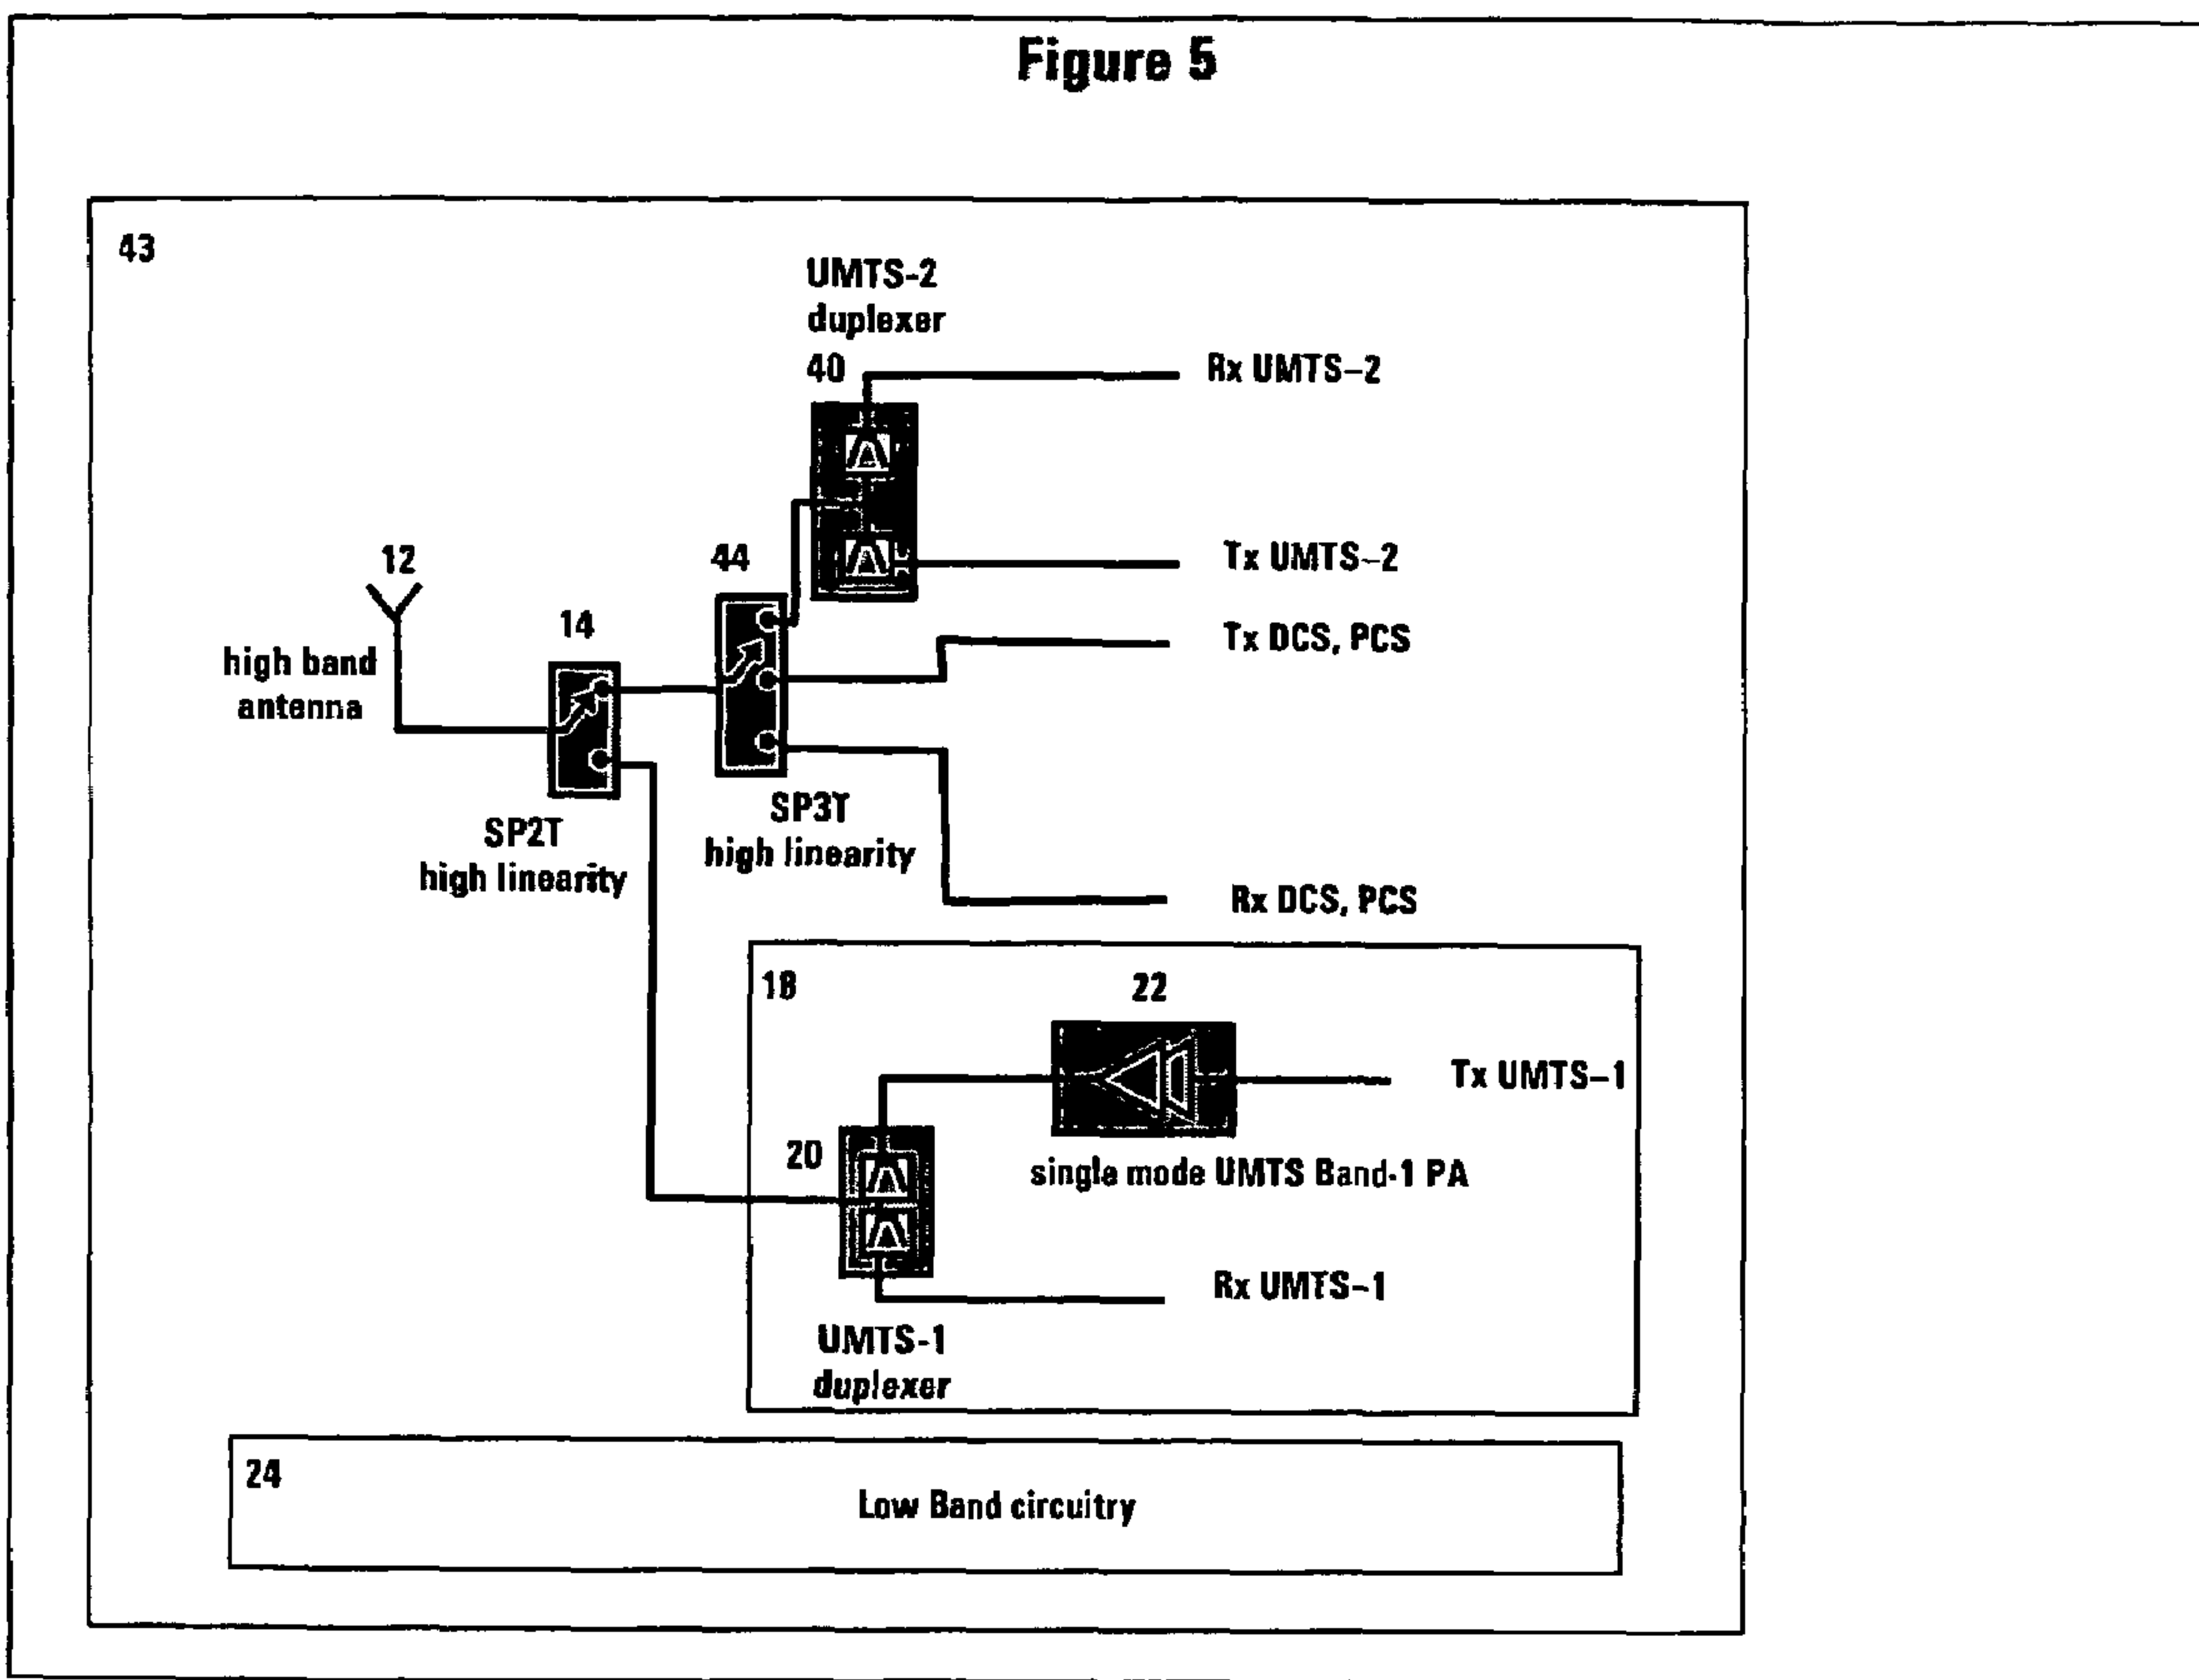 Figure 5
43
UMTS-2
duplexer
40
Rx UMTS–2
12
44
Tx UMTS–2
14
Tx DCS, PCS
high band
antenna
SP3T
high linearity
SP2T
high linearity
Rx DCS, PCS
18
22
Tx UMTS–1
20
single mode UMTS Band-1 PA
Rx UMTS–1
UMTS-1
duplexer
24
Low Band circuitry